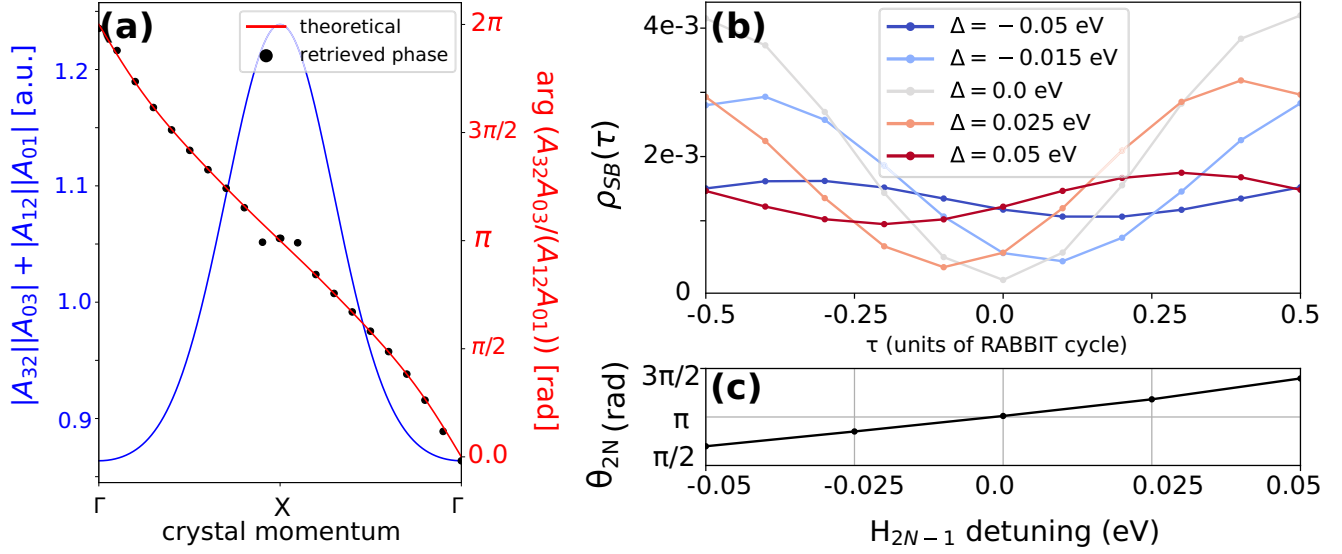 (a)
theoretical
retrieved phase
1.2
1.1
1.0
0.9
|A₃₂||A₀₃| + |A₁₂||A₀₁| [a.u.]
2π
3π/2
π
π/2
0.0
arg (A₃₂A₀₃/(A₁₂A₀₁)) [rad]
Γ X Γ
crystal momentum
(b)
Δ = −0.05 eV
Δ = −0.015 eV
Δ = 0.0 eV
Δ = 0.025 eV
Δ = 0.05 eV
4e-3
2e-3
0
ρ_SB(τ)
-0.5 -0.25 0.0 0.25 0.5
τ (units of RABBIT cycle)
(c)
3π/2
π
π/2
θ_2N (rad)
-0.05 -0.025 0.0 0.025 0.05
H_{2N−1} detuning (eV)